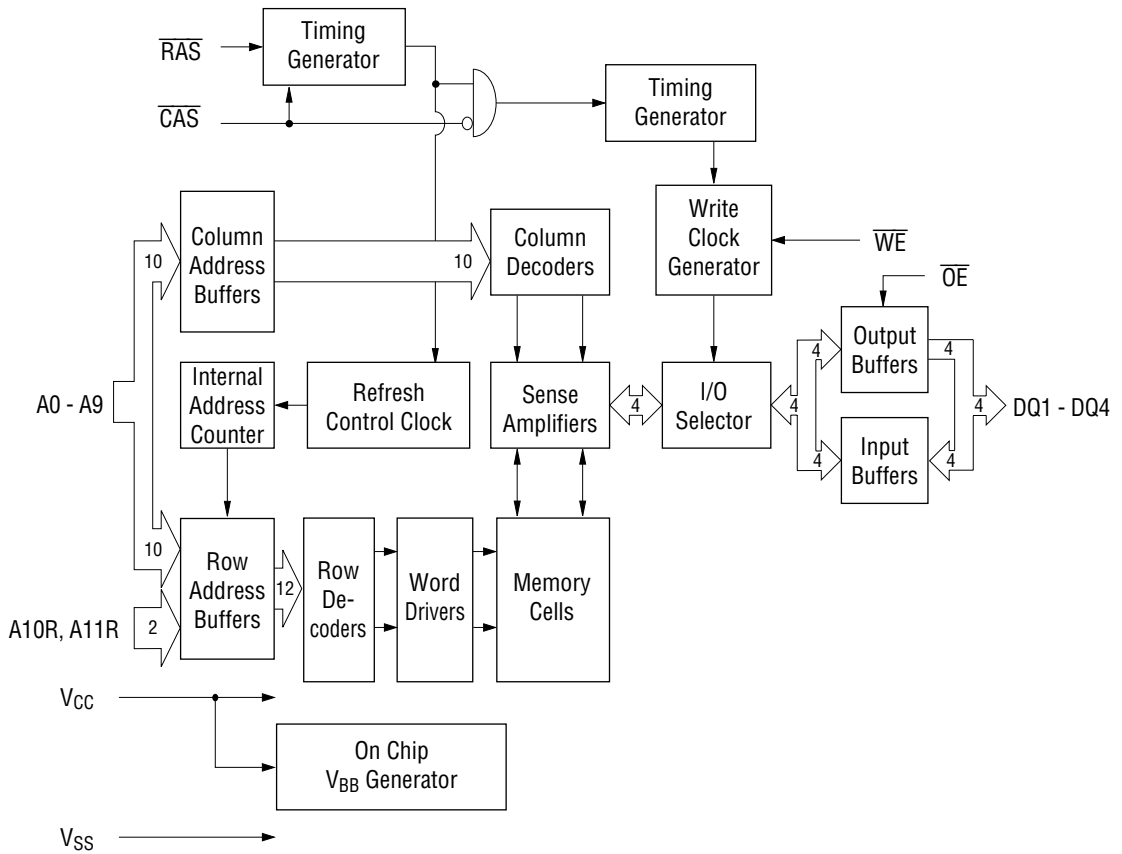 Timing
Generator
RAS
CAS
Timing
Generator
Column
Address
Buffers
10
10
Column
Decoders
Write
Clock
Generator
WE
OE
Output
Buffers
4
4
Internal
Address
Counter
Refresh
Control Clock
Sense
Amplifiers
4
I/O
Selector
4
4
DQ1 - DQ4
A0 - A9
Input
Buffers
4
4
10
Row
Address
Buffers
12
Row
De-
coders
Word
Drivers
Memory
Cells
A10R, A11R
2
VCC
On Chip
VBB Generator
VSS